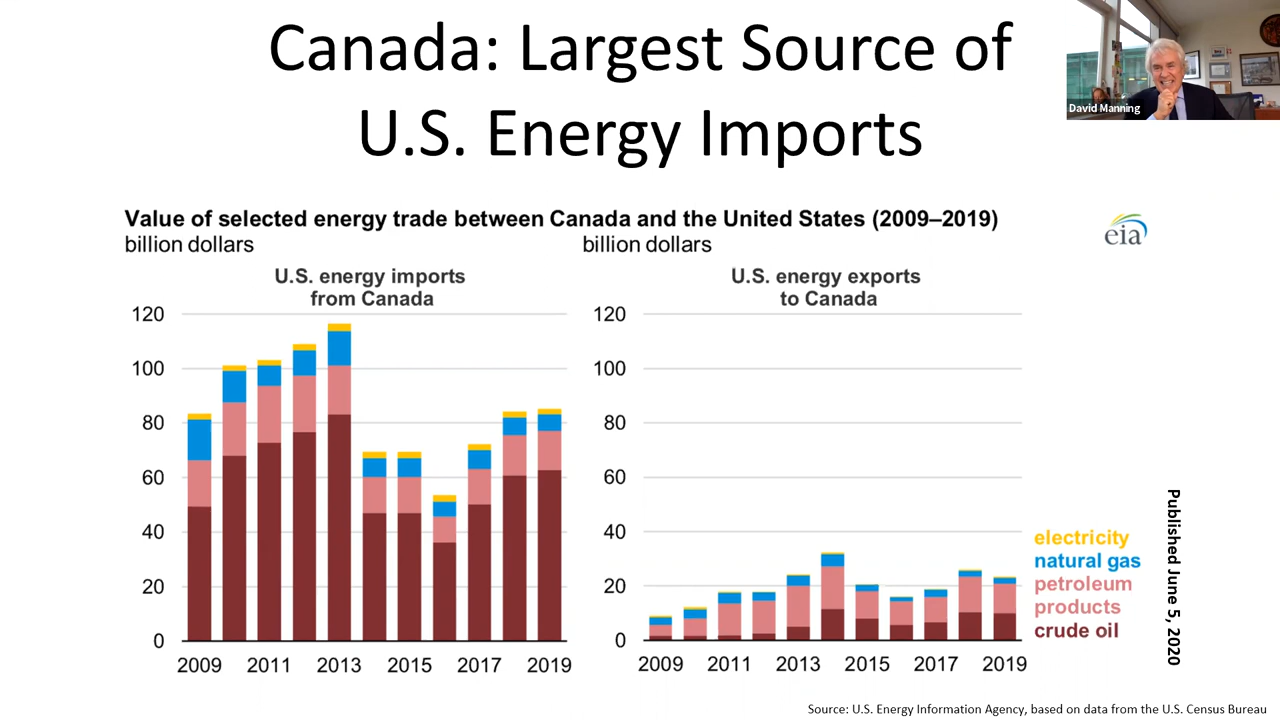 Canada: Largest Source of
U.S. Energy Imports
David Manning
Value of selected energy trade between Canada and the United States (2009–2019)
billion dollars
billion dollars
eia
U.S. energy imports
from Canada
120
100
80
60
40
20
0
2009 2011 2013 2015 2017 2019
U.S. energy exports
to Canada
120
100
80
60
40
20
0
2009 2011 2013 2015 2017 2019
electricity
natural gas
petroleum
products
crude oil
Published June 5, 2020
Source: U.S. Energy Information Agency, based on data from the U.S. Census Bureau